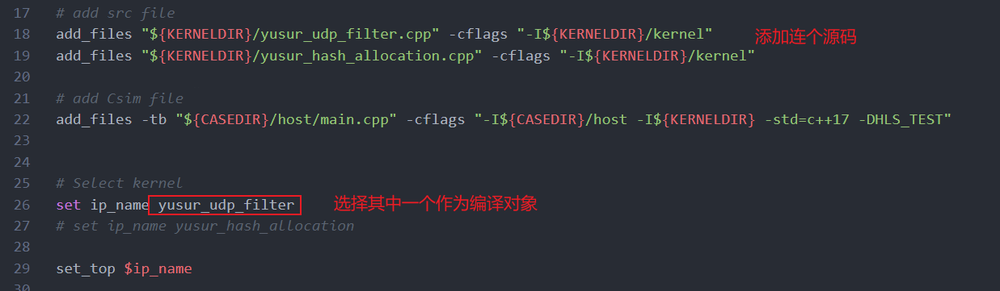 17 # add src file
18 add_files "${KERNELDIR}/yusur_udp_filter.cpp" -cflags "-I${KERNELDIR}/kernel" 添加连个源码
19 add_files "${KERNELDIR}/yusur_hash_allocation.cpp" -cflags "-I${KERNELDIR}/kernel"
20
21 # add Csim file
22 add_files -tb "${CASEDIR}/host/main.cpp" -cflags "-I${CASEDIR}/host -I${KERNELDIR} -std=c++17 -DHLS_TEST"
23
24
25 # Select kernel
26 set ip_name yusur_udp_filter 选择其中一个作为编译对象
27 # set ip_name yusur_hash_allocation
28
29 set_top $ip_name
30